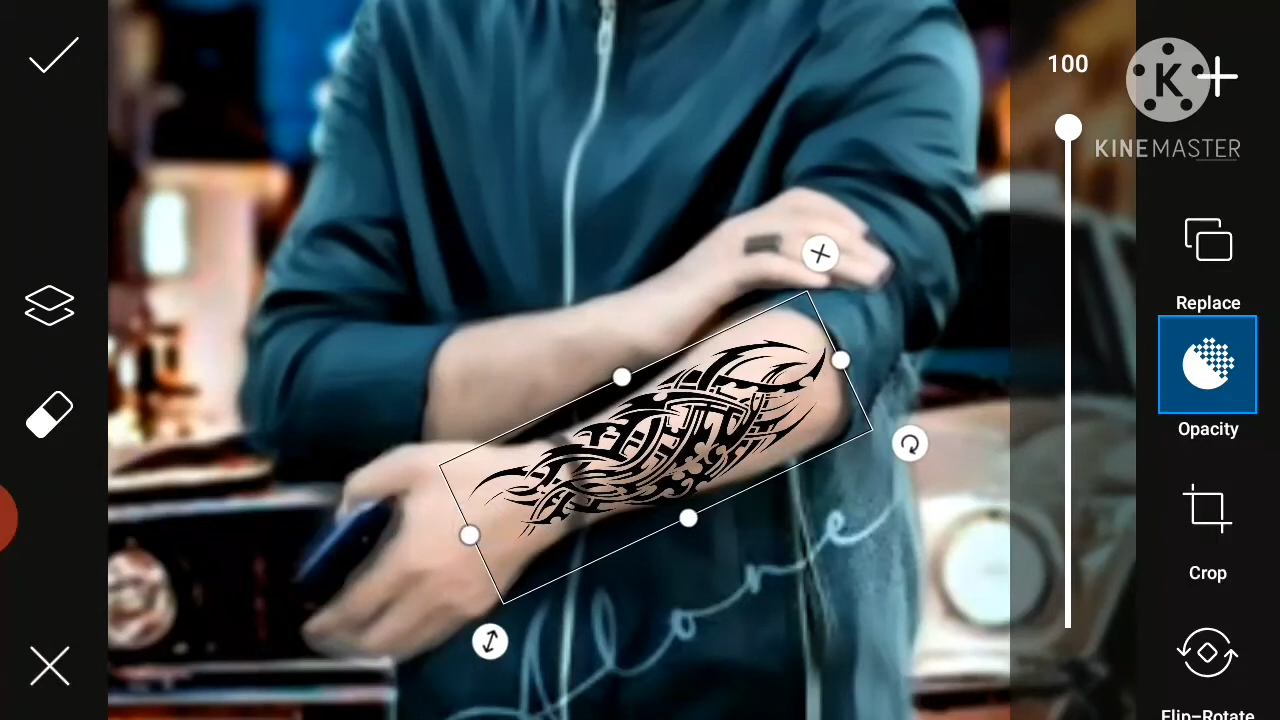 100
K
KINEMASTER
Replace
Opacity
Crop
Flip-Rotate
Alone